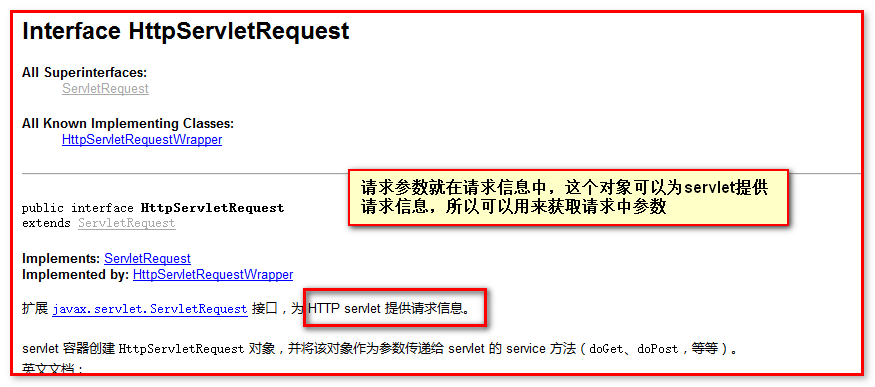 Interface HttpServletRequest
All Superinterfaces:
ServletRequest
All Known Implementing Classes:
HttpServletRequestWrapper
请求参数就在请求信息中，这个对象可以为servlet提供
请求信息，所以可以用来获取请求中参数
public interface HttpServletRequest
extends ServletRequest
Implements: ServletRequest
Implemented by: HttpServletRequestWrapper
扩展 javax.servlet.ServletRequest 接口，为 HTTP servlet 提供请求信息。
servlet 容器创建 HttpServletRequest 对象，并将该对象作为参数传递给 servlet 的 service 方法（doGet、doPost，等等）。
英文文档：